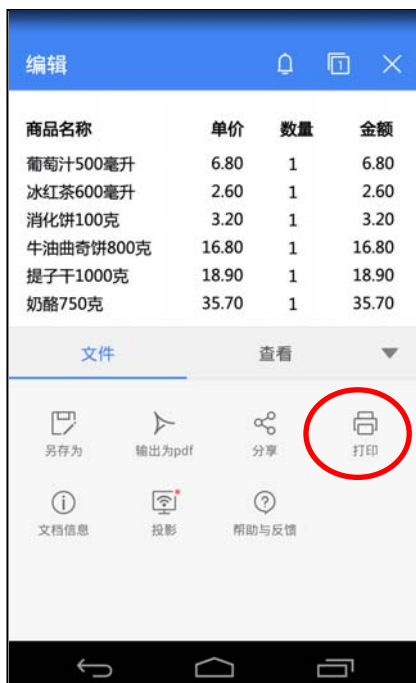 编辑 1
商品名称 单价 数量 金额
葡萄汁500毫升 6.80 1 6.80
冰红茶600毫升 2.60 1 2.60
消化饼100克 3.20 1 3.20
牛油曲奇饼800克 16.80 1 16.80
提子干1000克 18.90 1 18.90
奶酪750克 35.70 1 35.70
文件 查看
另存为 输出为pdf 分享 打印
文档信息 投影 帮助与反馈